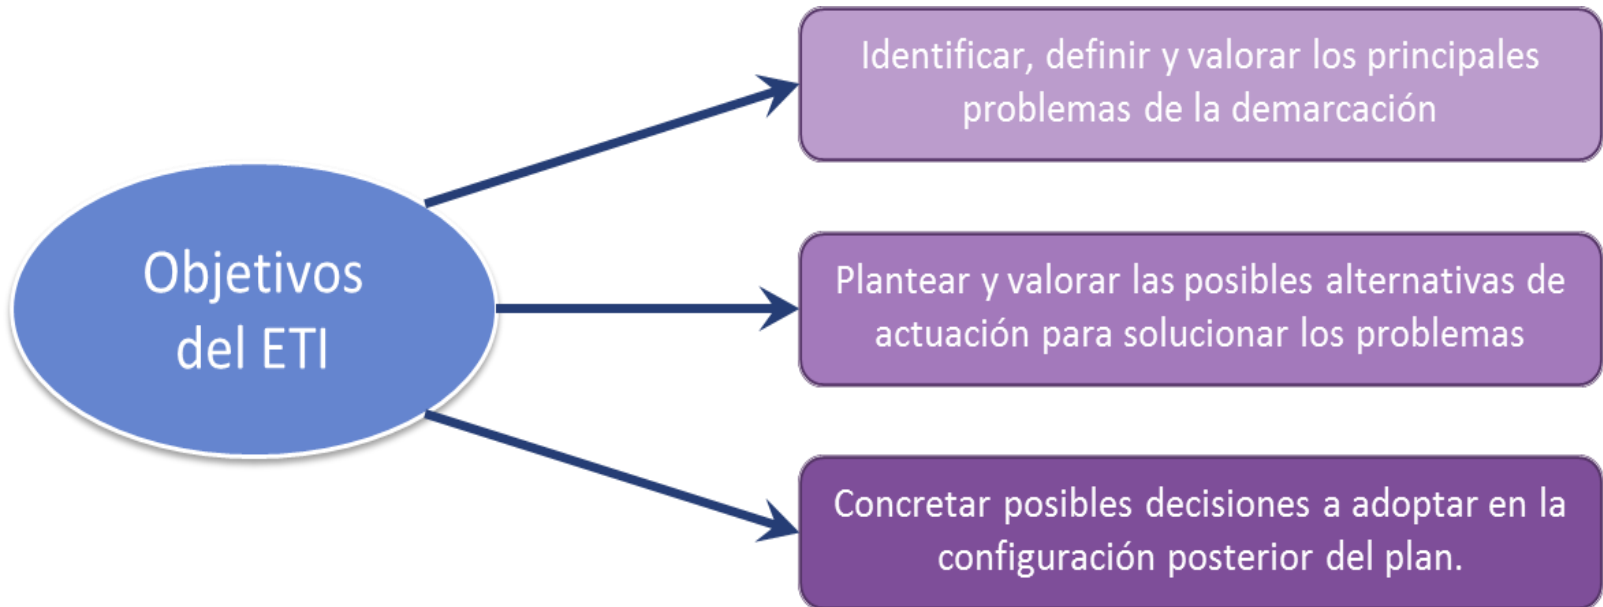 Objetivos
del ETI
Identificar, definir y valorar los principales
problemas de la demarcación
Plantear y valorar las posibles alternativas de
actuación para solucionar los problemas
Concretar posibles decisiones a adoptar en la
configuración posterior del plan.